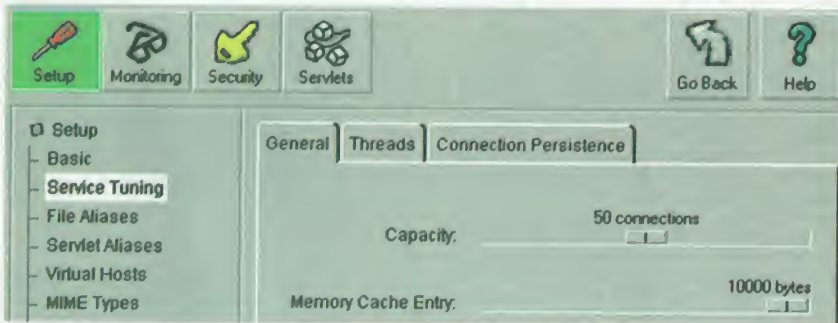 Setup
Monitoring
Security
Servlets
Go Back
Help
Setup
Basic
Service Tuning
File Aliases
Servlet Aliases
Virtual Hosts
MIME Types
General
Threads
Connection Persistence
50 connections
Capacity:
10000 bytes
Memory Cache Entry: